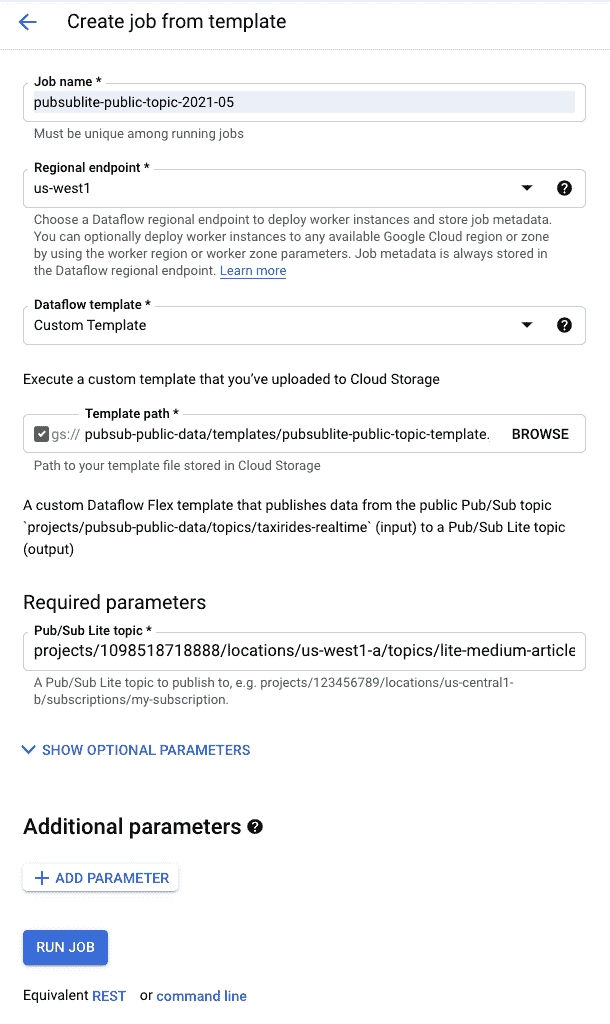 Create job from template
Job name *
pubsublite-public-topic-2021-05
Must be unique among running jobs
Regional endpoint *
us-west1
Choose a Dataflow regional endpoint to deploy worker instances and store job metadata.
You can optionally deploy worker instances to any available Google Cloud region or zone
by using the worker region or worker zone parameters. Job metadata is always stored in
the Dataflow regional endpoint. Learn more
Dataflow template *
Custom Template
Execute a custom template that you've uploaded to Cloud Storage
Template path *
gs:// pubsub-public-data/templates/pubsublite-public-topic-template. BROWSE
Path to your template file stored in Cloud Storage
A custom Dataflow Flex template that publishes data from the public Pub/Sub topic
`projects/pubsub-public-data/topics/taxirides-realtime` (input) to a Pub/Sub Lite topic
(output)
Required parameters
Pub/Sub Lite topic *
projects/1098518718888/locations/us-west1-a/topics/lite-medium-article
A Pub/Sub Lite topic to publish to, e.g. projects/123456789/locations/us-central1-
b/subscriptions/my-subscription.
SHOW OPTIONAL PARAMETERS
Additional parameters
ADD PARAMETER
RUN JOB
Equivalent REST or command line